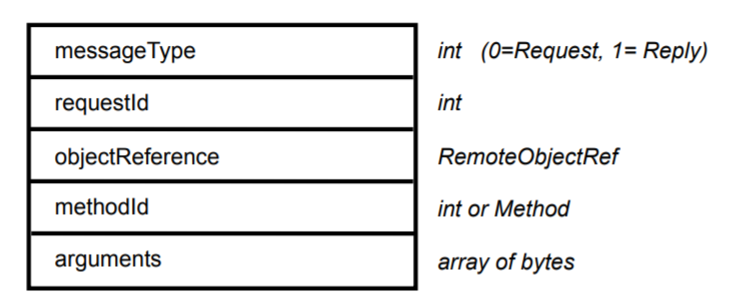 messageType int (0=Request, 1= Reply)
requestId int
objectReference RemoteObjectRef
methodId int or Method
arguments array of bytes